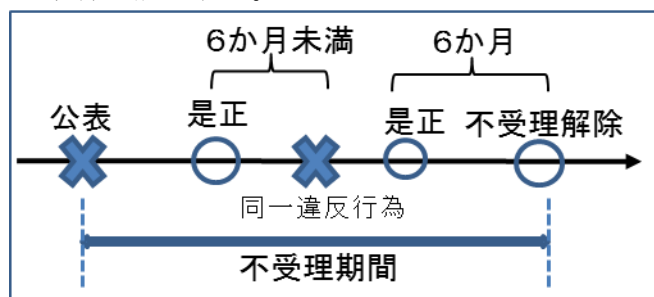 6か月未満
6か月
公表
是正
是正
不受理解除
同一違反行為
不受理期間